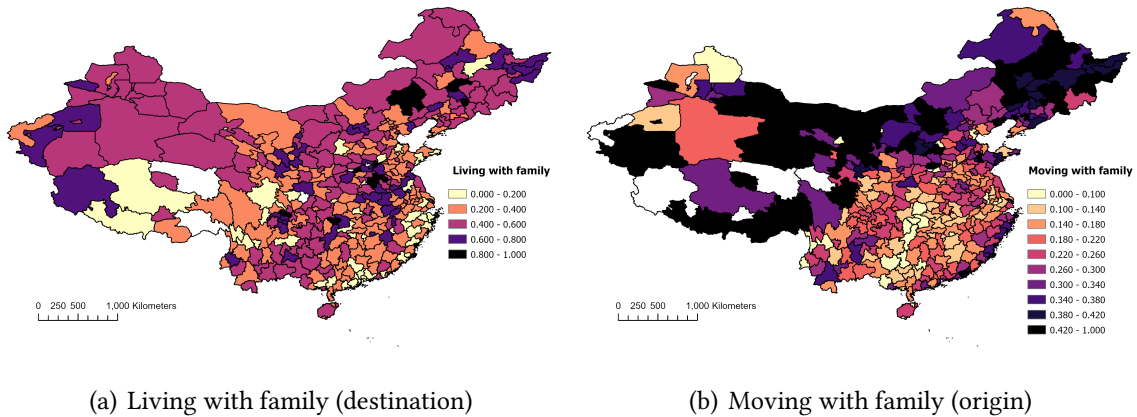 Living with family
0.000 - 0.200
0.200 - 0.400
0.400 - 0.600
0.600 - 0.800
0.800 - 1.000
0 250 500 1,000 Kilometers
(a) Living with family (destination)
Moving with family
0.000 - 0.100
0.100 - 0.140
0.140 - 0.180
0.180 - 0.220
0.220 - 0.260
0.260 - 0.300
0.300 - 0.340
0.340 - 0.380
0.380 - 0.420
0.420 - 1.000
0 250 500 1,000 Kilometers
(b) Moving with family (origin)